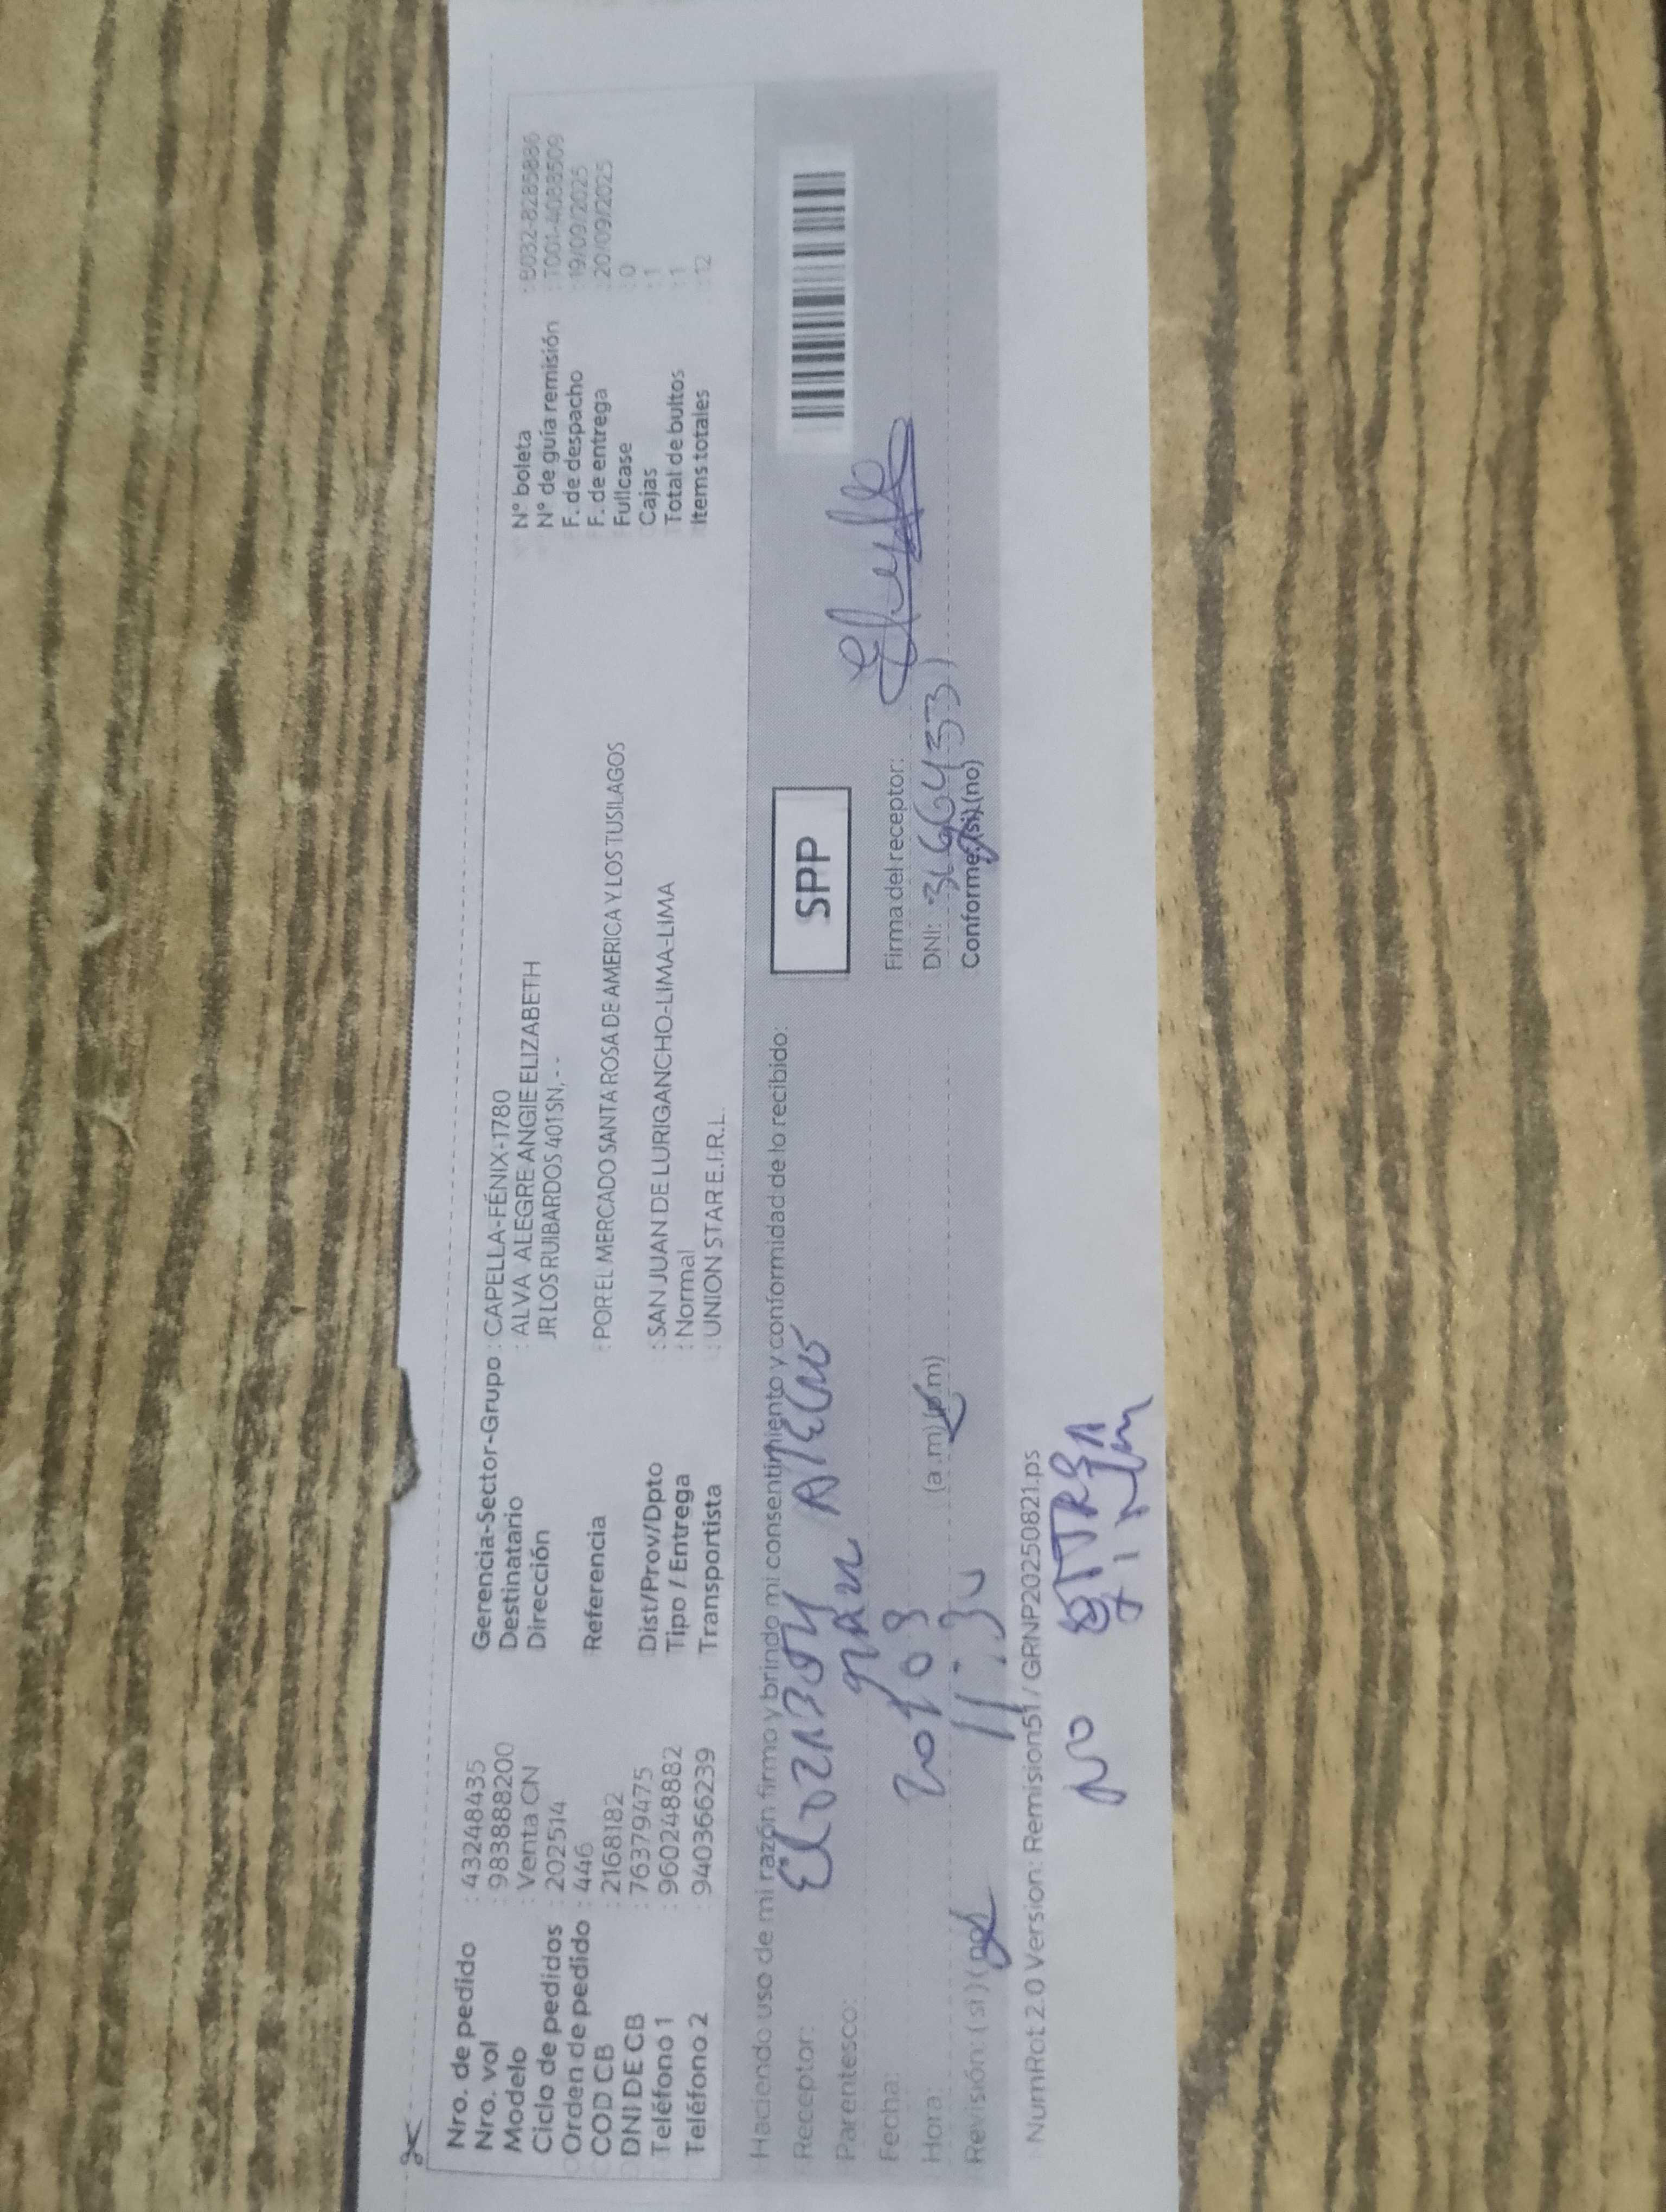 Nro. de pedido : 43248435
Nro. vol : 983888200
Modelo : Venta CN
Ciclo de pedidos : 202514
Orden de pedido : 446
COD CB : 2168182
DNI DE CB : 76379475
Teléfono 1 : 960248882
Teléfono 2 : 940366239
Gerencia-Sector-Grupo : CAPELLA-FÉNIX-1780
Destinatario : ALVA ALEGRE ANGIE ELIZABETH
Dirección JR LOS RUIBARDOS 401 SN, - -
Referencia : POR EL MERCADO SANTA ROSA DE AMERICA Y LOS TUSILAGOS
Dist/Prov/Dpto : SAN JUAN DE LURIGANCHO-LIMA-LIMA
Tipo / Entrega : Normal
Transportista : UNION STAR E.I.R.L.
N° boleta : B032-8285886
N° de guía remisión : T001-4088509
F. de despacho : 19/09/2025
F. de entrega : 20/09/2025
Fullcase : 0
Cajas : 1
Total de bultos : 1
Items totales : 12
Haciendo uso de mi razón firmo y brindo mi consentimiento y conformidad de lo recibido:
SPP
Receptor:
Parentesco:
Fecha: 20/09
Hora: 11:30 (a.m) (p.m)
Revisión: (si) (no)
Firma del receptor:
DNI:
Conforme: (si) (no)
NumRot 2.0 Version: Remision51 / GRNP20250821.ps
NO